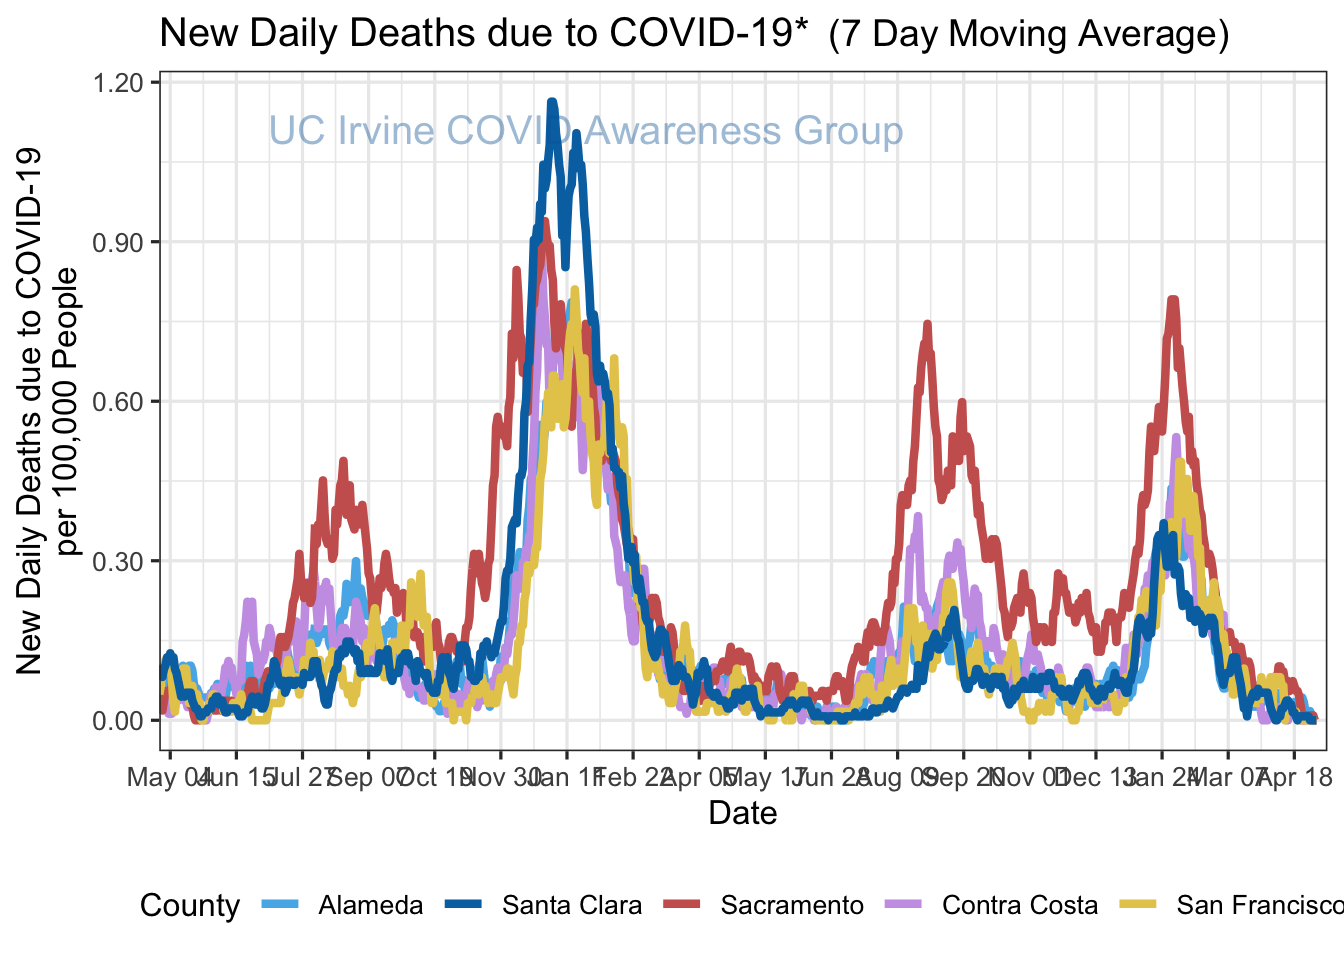 New Daily Deaths due to COVID-19* (7 Day Moving Average)
UC Irvine COVID Awareness Group
New Daily Deaths due to COVID-19
per 100,000 People
1.20
0.90
0.60
0.30
0.00
May 04 Jun 15 Jul 27 Sep 07 Oct 19 Nov 30 Jan 11 Feb 22 Apr 05 May 17 Jun 28 Aug 09 Sep 20 Nov 01 Dec 13 Jan 24 Mar 07 Apr 18
Date
County Alameda Santa Clara Sacramento Contra Costa San Francisco